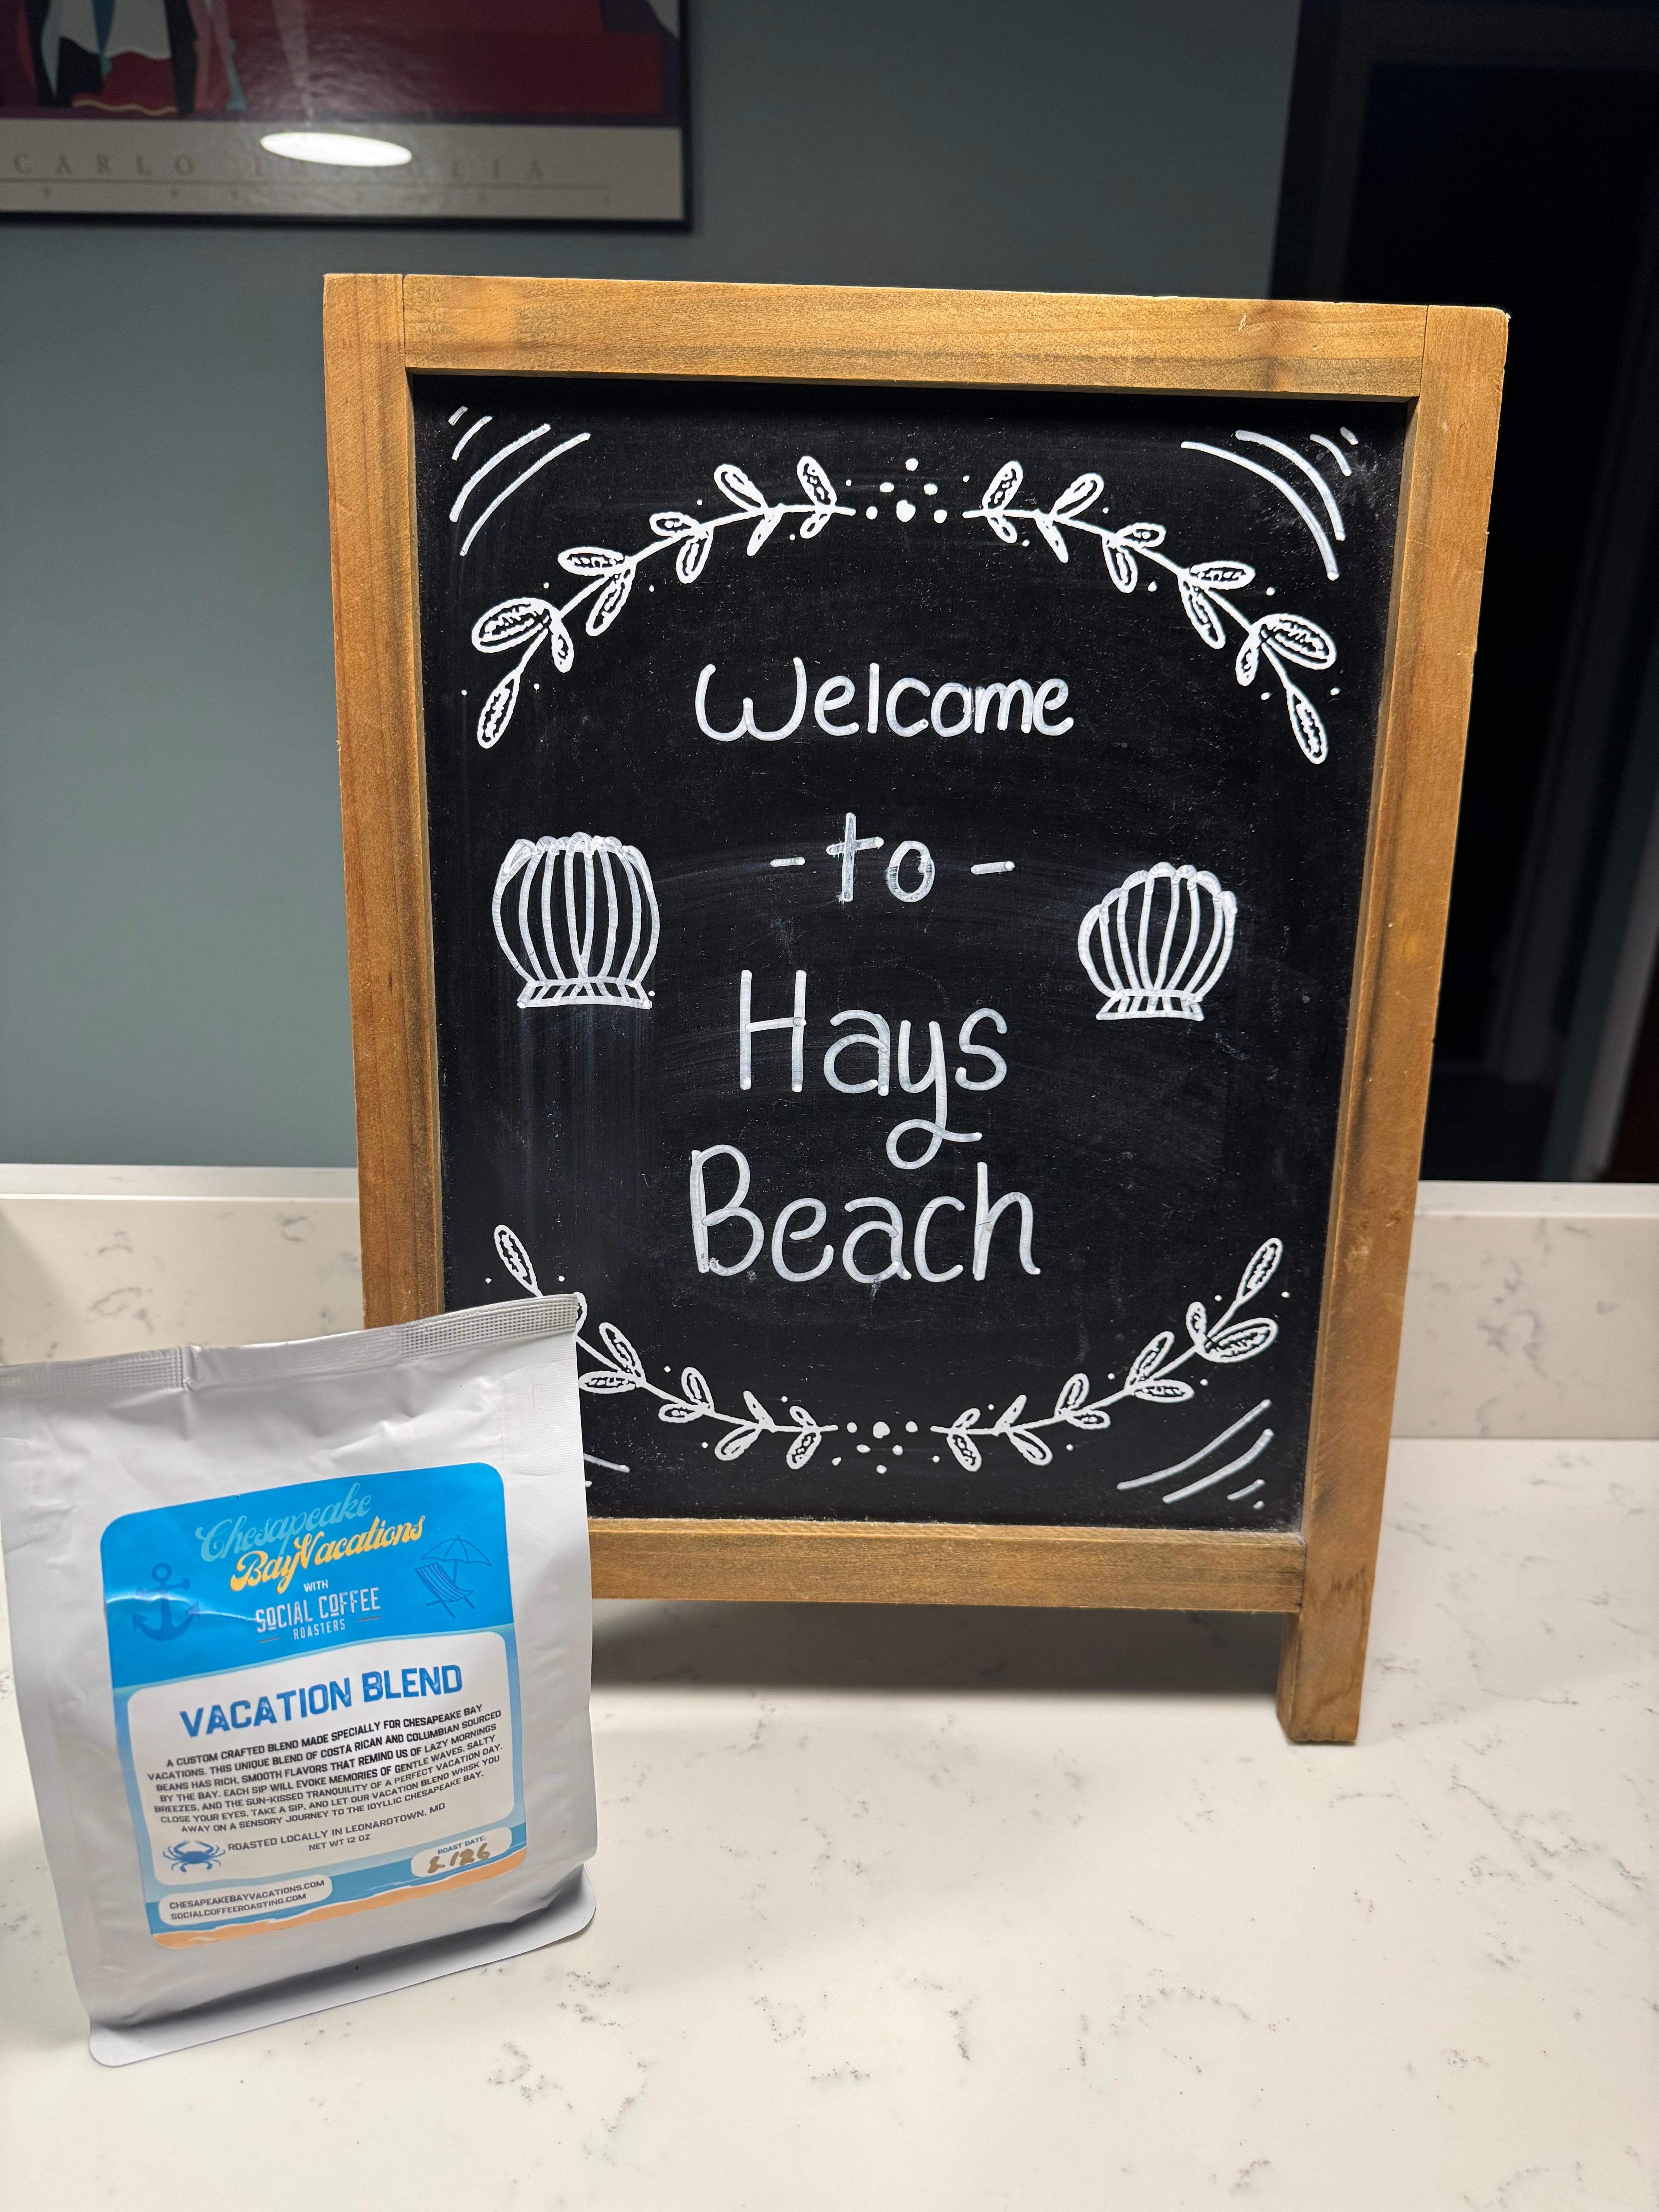 CARLO
Welcome
- to -
Hays
Beach
Chesapeake
Bay Vacations
WITH
SOCIAL COFFEE
ROASTERS
VACATION BLEND
A CUSTOM CRAFTED BLEND MADE SPECIALLY FOR CHESAPEAKE BAY
VACATIONS. THIS UNIQUE BLEND OF COSTA RICAN AND COLUMBIAN SOURCED
BEANS HAS RICH, SMOOTH FLAVORS THAT REMIND US OF LAZY MORNINGS
BY THE BAY. EACH SIP WILL EVOKE MEMORIES OF GENTLE WAVES, SALTY
BREEZES, AND THE SUN-KISSED TRANQUILITY OF A PERFECT VACATION DAY.
CLOSE YOUR EYES, TAKE A SIP, AND LET OUR VACATION BLEND WHISK YOU
AWAY ON A SENSORY JOURNEY TO THE IDYLLIC CHESAPEAKE BAY.
ROASTED LOCALLY IN LEONARDTOWN, MD
NET WT 12 OZ
ROAST DATE:
CHESAPEAKEBAYVACATIONS.COM
SOCIALCOFFEEROASTING.COM